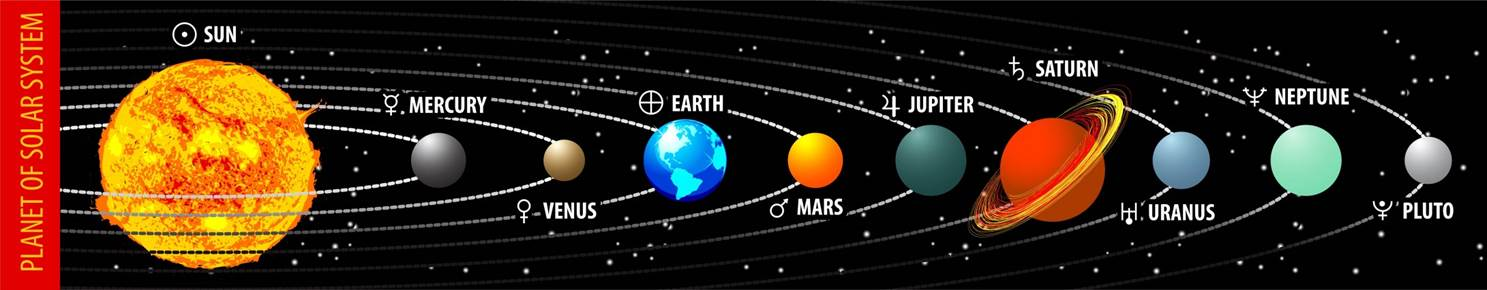 PLANET OF SOLAR SYSTEM
☉ SUN
☿ MERCURY
♀ VENUS
⊕ EARTH
♂ MARS
♃ JUPITER
♄ SATURN
♅ URANUS
♆ NEPTUNE
♇ PLUTO